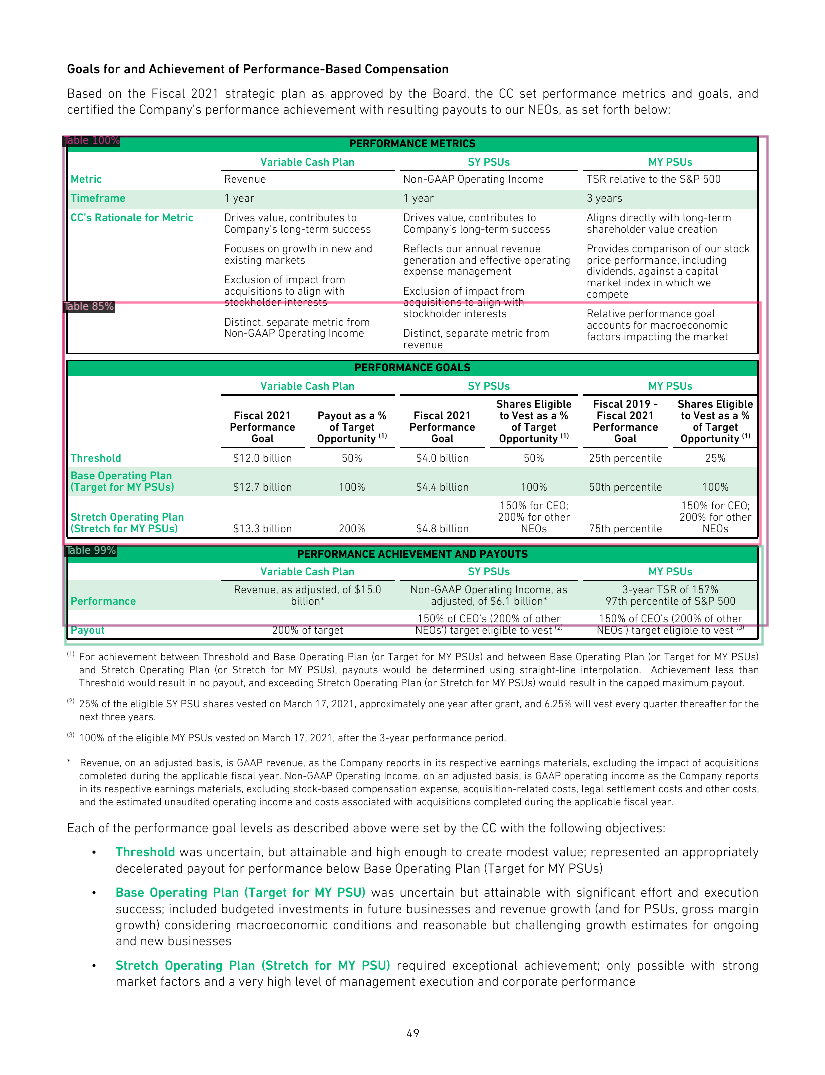 Goals for and Achievement of Performance-Based Compensation
Based on the Fiscal 2021 strategic plan as approved by the Board, the CC set performance metrics and goals, and
certified the Company's performance achievement with resulting payouts to our NEOs, as set forth below:
Table 100%
PERFORMANCE METRICS
Variable Cash Plan SY PSUs MY PSUs
Metric Revenue Non-GAAP Operating Income TSR relative to the S&P 500
Timeframe 1 year 1 year 3 years
CC's Rationale for Metric
Drives value, contributes to
Company's long-term success
Focuses on growth in new and
existing markets
Exclusion of impact from
acquisitions to align with
stockholder interests
Distinct, separate metric from
Non-GAAP Operating Income
Drives value, contributes to
Company's long-term success
Reflects our annual revenue
generation and effective operating
expense management
Exclusion of impact from
acquisitions to align with
stockholder interests
Distinct, separate metric from
revenue
Aligns directly with long-term
shareholder value creation
Provides comparison of our stock
price performance, including
dividends, against a capital
market index in which we
compete
Relative performance goal
accounts for macroeconomic
factors impacting the market
Table 85%
PERFORMANCE GOALS
Variable Cash Plan SY PSUs MY PSUs
Fiscal 2021
Performance
Goal
Payout as a %
of Target
Opportunity (1)
Fiscal 2021
Performance
Goal
Shares Eligible
to Vest as a %
of Target
Opportunity (1)
Fiscal 2019 -
Fiscal 2021
Performance
Goal
Shares Eligible
to Vest as a %
of Target
Opportunity (1)
Threshold $12.0 billion 50% $4.0 billion 50% 25th percentile 25%
Base Operating Plan
(Target for MY PSUs) $12.7 billion 100% $4.4 billion 100% 50th percentile 100%
Stretch Operating Plan
(Stretch for MY PSUs) $13.3 billion 200% $4.8 billion
150% for CEO;
200% for other
NEOs
75th percentile
150% for CEO;
200% for other
NEOs
Table 99%
PERFORMANCE ACHIEVEMENT AND PAYOUTS
Variable Cash Plan SY PSUs MY PSUs
Performance
Revenue, as adjusted, of $15.0
billion*
Non-GAAP Operating Income, as
adjusted, of $6.1 billion*
3-year TSR of 157%
97th percentile of S&P 500
Payout
200% of target
150% of CEO's (200% of other
NEOs') target eligible to vest (2)
150% of CEO's (200% of other
NEOs') target eligible to vest (3)
(1) For achievement between Threshold and Base Operating Plan (or Target for MY PSUs) and between Base Operating Plan (or Target for MY PSUs)
and Stretch Operating Plan (or Stretch for MY PSUs), payouts would be determined using straight-line interpolation. Achievement less than
Threshold would result in no payout, and exceeding Stretch Operating Plan (or Stretch for MY PSUs) would result in the capped maximum payout.
(2) 25% of the eligible SY PSU shares vested on March 17, 2021, approximately one year after grant, and 6.25% will vest every quarter thereafter for the
next three years.
(3) 100% of the eligible MY PSUs vested on March 17, 2021, after the 3-year performance period.
* Revenue, on an adjusted basis, is GAAP revenue, as the Company reports in its respective earnings materials, excluding the impact of acquisitions
completed during the applicable fiscal year. Non-GAAP Operating Income, on an adjusted basis, is GAAP operating income as the Company reports
in its respective earnings materials, excluding stock-based compensation expense, acquisition-related costs, legal settlement costs and other costs,
and the estimated unaudited operating income and costs associated with acquisitions completed during the applicable fiscal year.
Each of the performance goal levels as described above were set by the CC with the following objectives:
• Threshold was uncertain, but attainable and high enough to create modest value; represented an appropriately
decelerated payout for performance below Base Operating Plan (Target for MY PSUs)
• Base Operating Plan (Target for MY PSU) was uncertain but attainable with significant effort and execution
success; included budgeted investments in future businesses and revenue growth (and for PSUs, gross margin
growth) considering macroeconomic conditions and reasonable but challenging growth estimates for ongoing
and new businesses
• Stretch Operating Plan (Stretch for MY PSU) required exceptional achievement; only possible with strong
market factors and a very high level of management execution and corporate performance
49